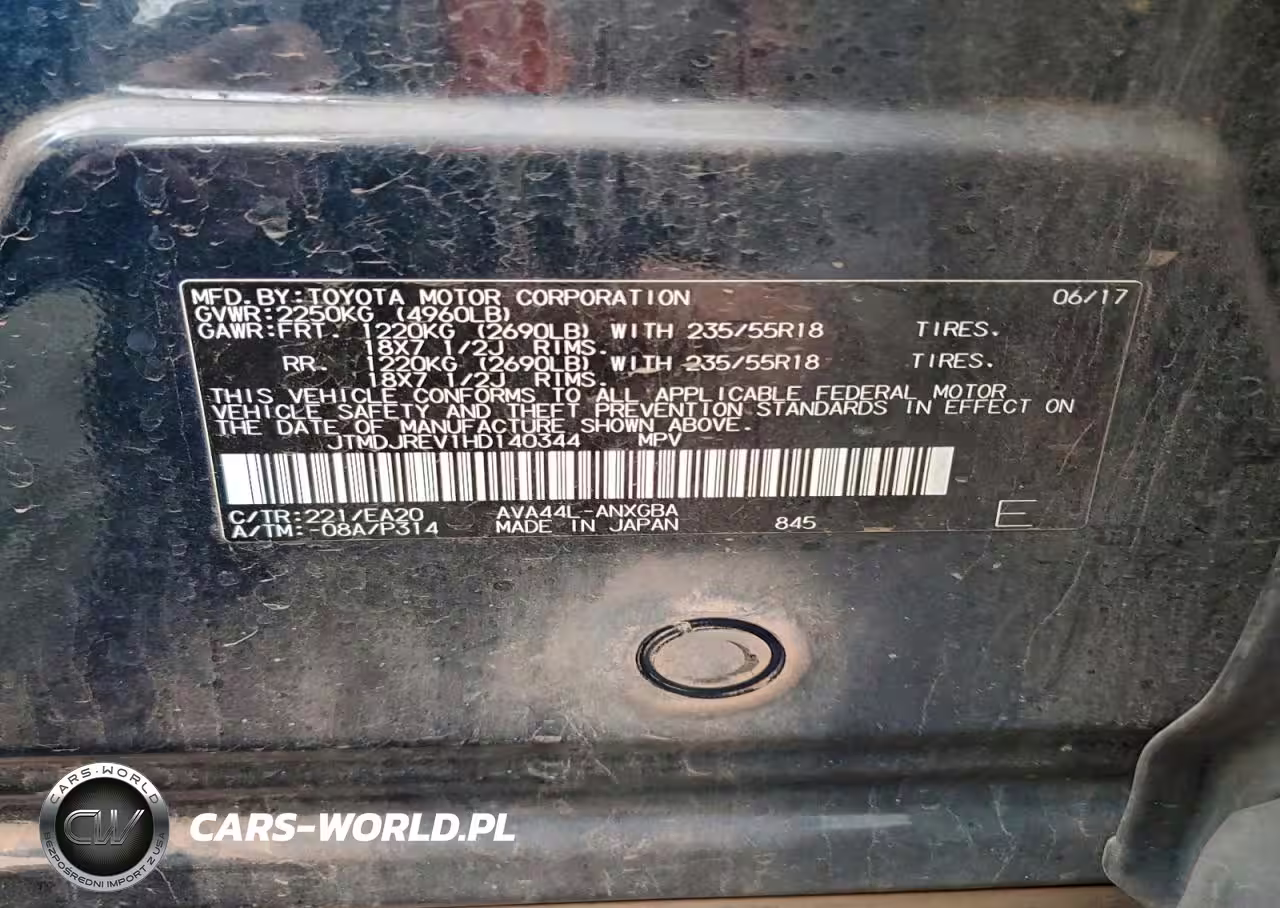 MFD. BY: TOYOTA MOTOR CORPORATION 06/17
GVWR: 2250KG (4960LB)
GAWR: FRT. 1220KG (2690LB) WITH 235/55R18 TIRES.
18X7 1/2J RIMS.
RR. 1220KG (2690LB) WITH 235/55R18 TIRES.
18X7 1/2J RIMS.
THIS VEHICLE CONFORMS TO ALL APPLICABLE FEDERAL MOTOR
VEHICLE SAFETY AND THEFT PREVENTION STANDARDS IN EFFECT ON
THE DATE OF MANUFACTURE SHOWN ABOVE.
JTMDJREV1HD140344 MPV
C/TR: 221/EA20 AVA44L-ANXGBA
A/TM: -08A/P314 MADE IN JAPAN 845 E
CARS-WORLD
CW
BEZPOŚREDNI IMPORT Z USA
CARS-WORLD.PL